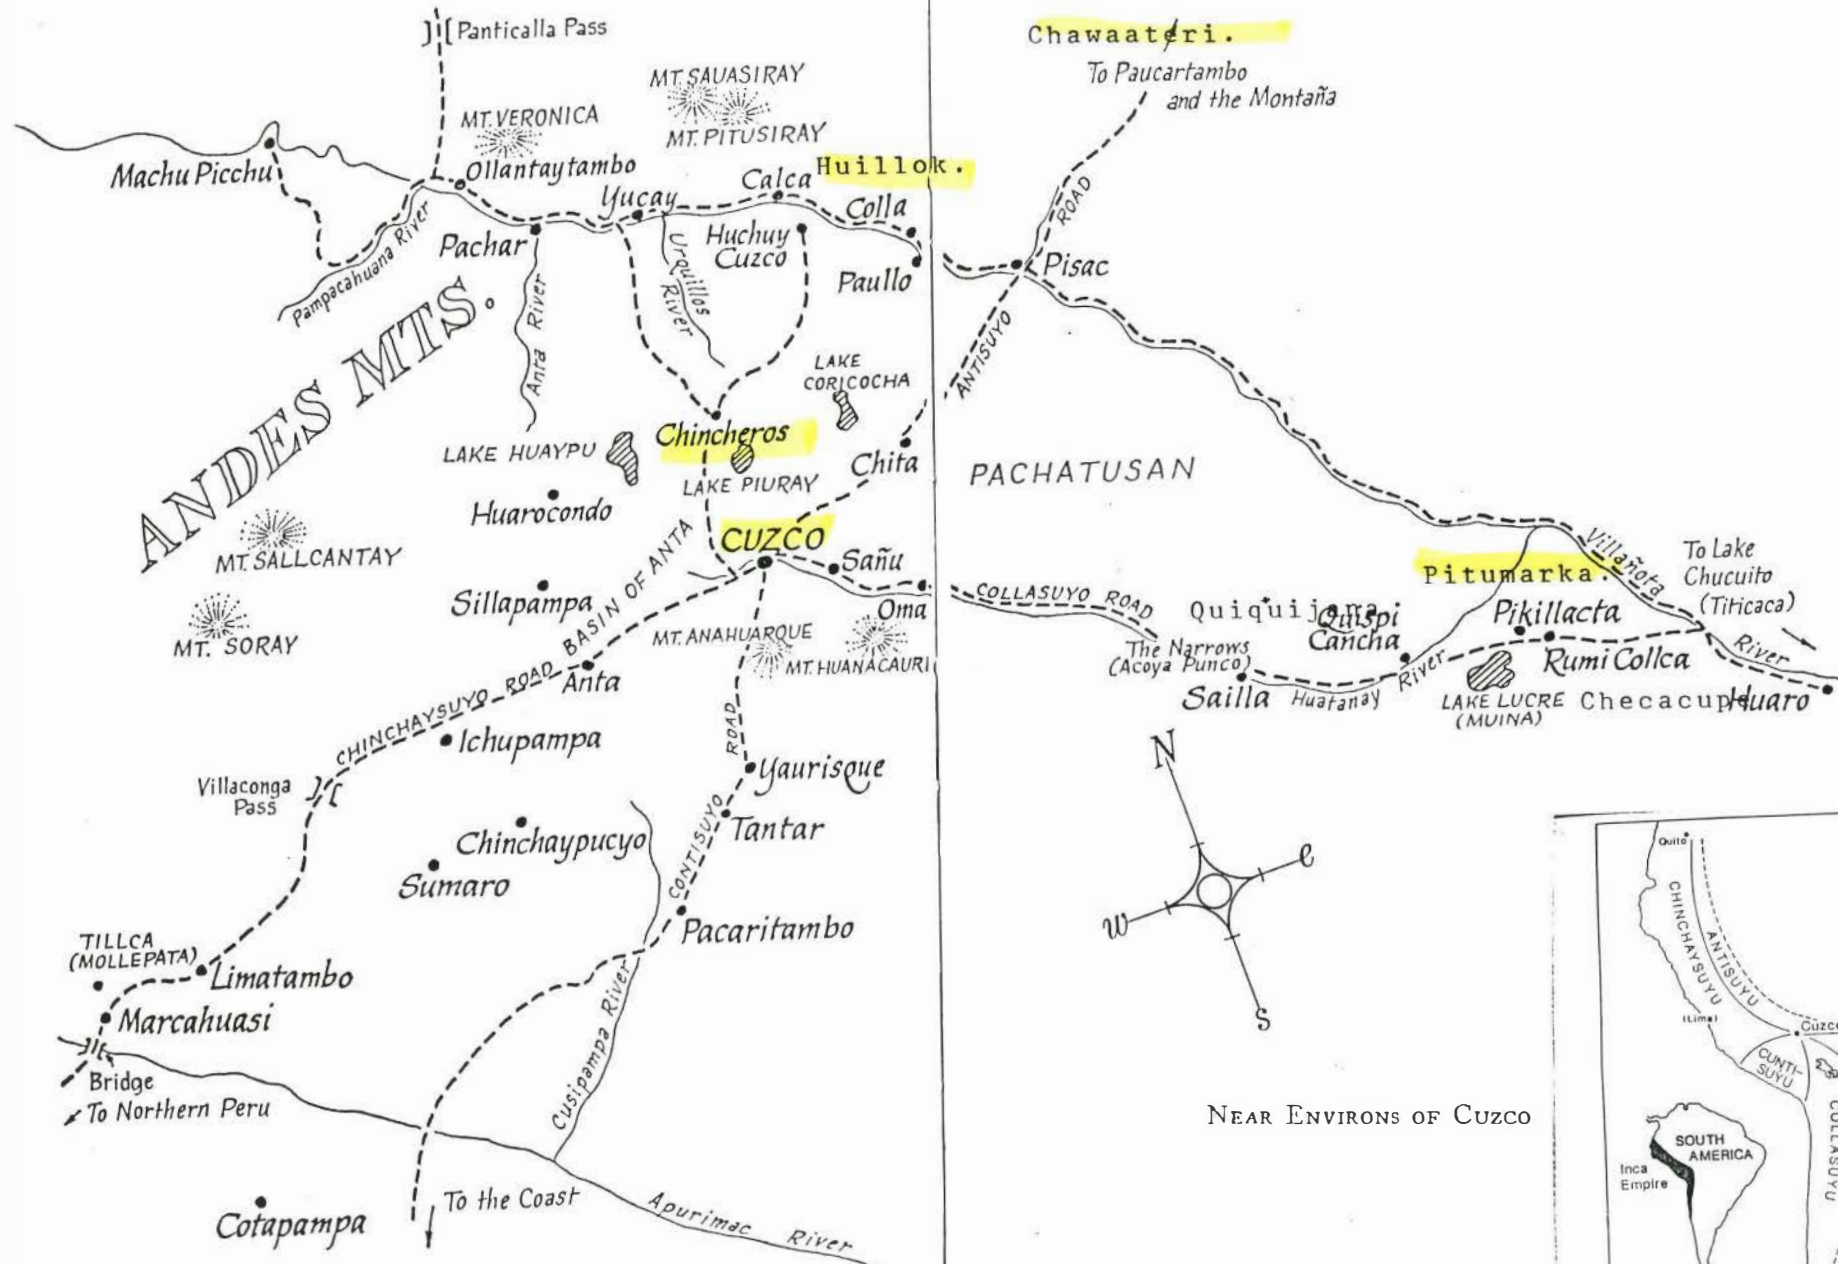 Panticalla Pass
Chawaateri.
To Paucartambo
and the Montaña
MT. SAUASIRAY
MT. VERONICA
MT. PITUSIRAY
Machu Picchu
Ollantaytambo
Yucay
Calca
Huillok.
Colla
ROAD
Pampacahuana River
Pachar
Urquillos
River
Huchuy
Cuzco
Paullo
Pisac
ANDES MTS.
Anta River
ANTISUYO
LAKE
CORICOCHA
LAKE HUAYPU
Chincheros
Chita
PACHATUSAN
LAKE PIURAY
Huarocondo
MT. SALLCANTAY
CUZCO
Sañu
Villañota
River
To Lake
Chucuito
(Titicaca)
Pitumarka.
Sillapampa
BASIN OF ANTA
Oma
COLLASUYO ROAD
Quiquijana
Quispi
Cancha
Pikillacta
MT. SORAY
MT. ANAHUARQUE
MT. HUANACAURI
The Narrows
(Acoya Punco)
Rumi Collca
Anta
Sailla
Huatanay
River
LAKE LUCRE
(MUINA)
Checacupe
Huaro
CHINCHAYSUYO ROAD
Ichupampa
ROAD
Yaurisque
Villaconga
Pass
CONTISUYO
Tantar
Chinchaypucyo
Sumaro
Pacaritambo
TILLCA
(MOLLEPATA)
Limatambo
Marcahuasi
Cusipampa River
Bridge
To Northern Peru
To the Coast
Cotapampa
Apurimac River
N
e
W
S
NEAR ENVIRONS OF CUZCO
Quito
CHINCHAYSUYU
ANTISUYU
(Lima)
Cuzco
CUNTI-
SUYU
COLLASUYU
SOUTH
AMERICA
Inca
Empire